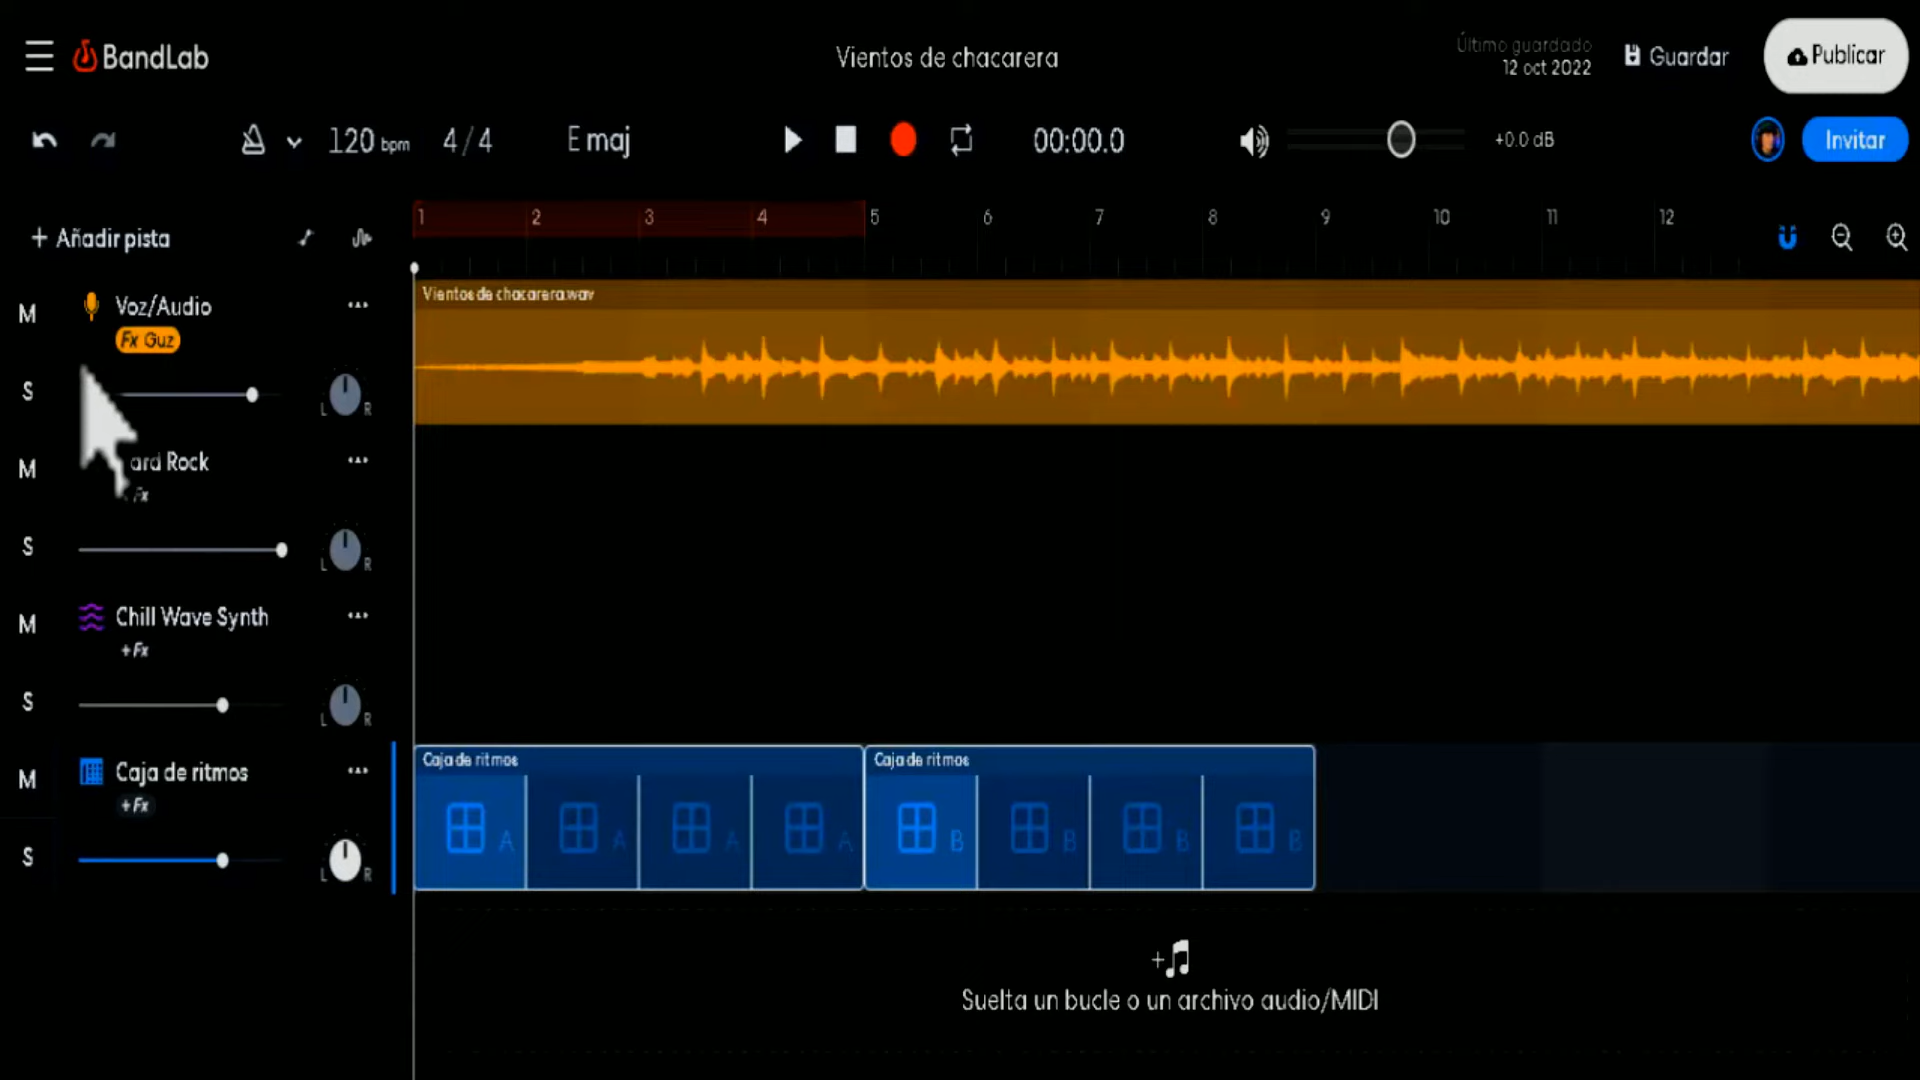 BandLab
Vientos de chacarera
Último guardado
12 oct 2022
Guardar
Publicar
120 bpm
4/4
E maj
00:00.0
+0.0 dB
Invitar
+ Añadir pista
1 2 3 4 5 6 7 8 9 10 11 12
M
Voz/Audio
Fx Guz
S
L R
Vientos de chacarera.wav
M
ard Rock
Fx
S
L R
M
Chill Wave Synth
+Fx
S
L R
M
Caja de ritmos
+Fx
S
L R
Caja de ritmos
Caja de ritmos
A A A A B B B B
Suelta un bucle o un archivo audio/MIDI